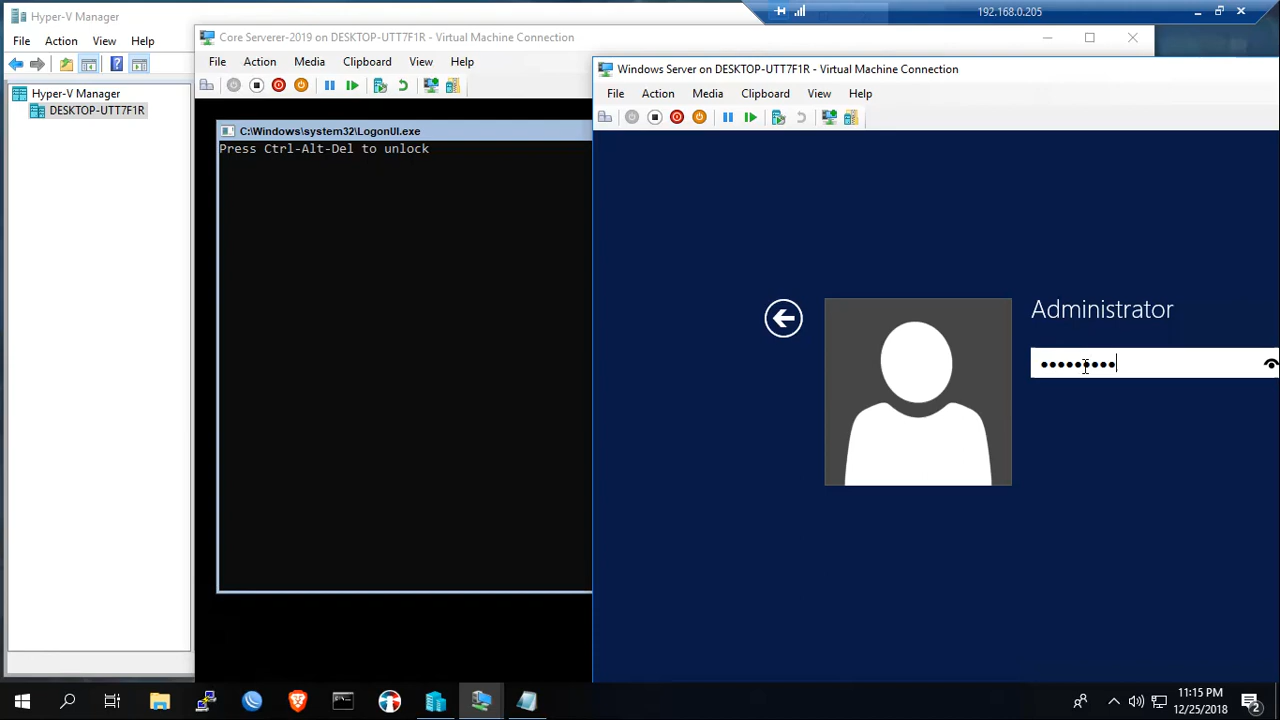 Hyper-V Manager
192.168.0.205
File Action View Help
Hyper-V Manager
DESKTOP-UTT7F1R
Core Serverer-2019 on DESKTOP-UTT7F1R - Virtual Machine Connection
File Action Media Clipboard View Help
C:\Windows\system32\LogonUI.exe
Press Ctrl-Alt-Del to unlock
Windows Server on DESKTOP-UTT7F1R - Virtual Machine Connection
File Action Media Clipboard View Help
Administrator
11:15 PM
12/25/2018
2